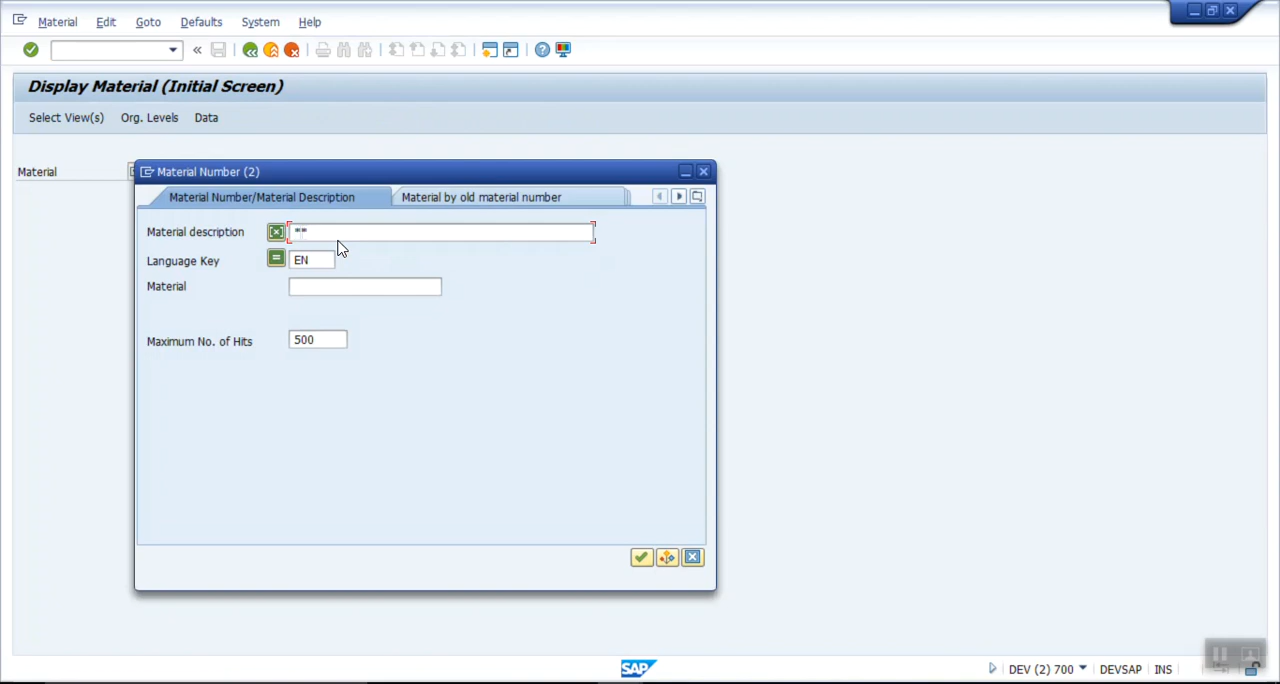 Material Edit Goto Defaults System Help
Display Material (Initial Screen)
Select View(s) Org. Levels Data
Material
Material Number (2)
Material Number/Material Description Material by old material number
Material description **
Language Key EN
Material
Maximum No. of Hits 500
SAP DEV (2) 700 DEVSAP INS